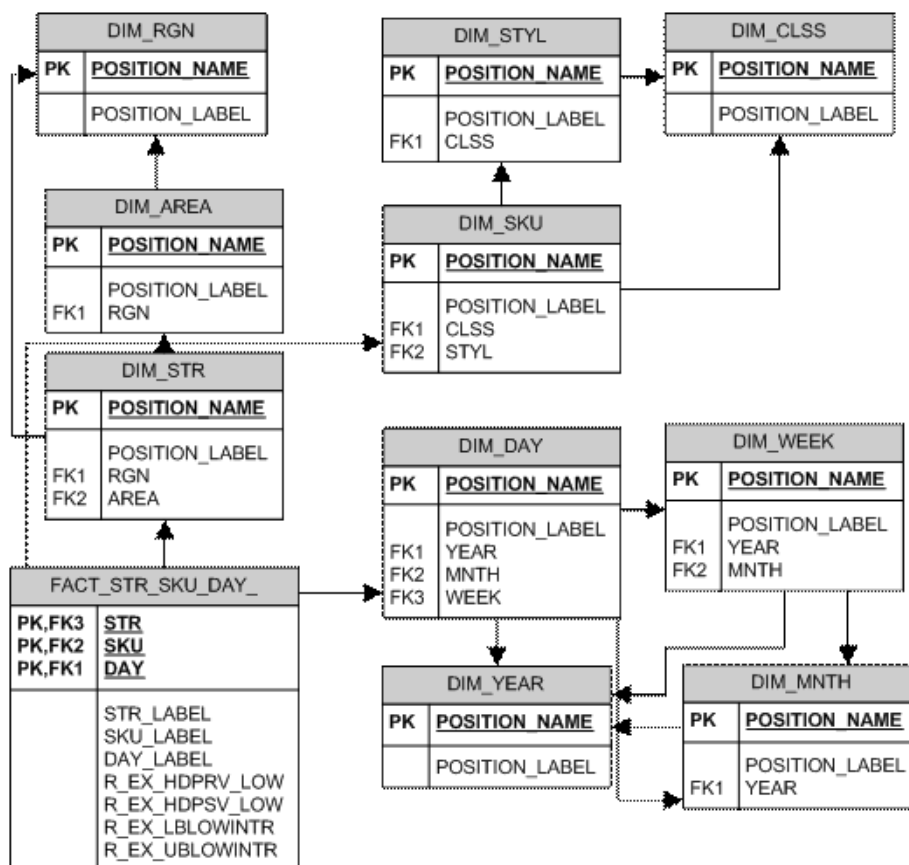 DIM_RGN
PK POSITION_NAME
POSITION_LABEL
DIM_STYL
PK POSITION_NAME
POSITION_LABEL
FK1 CLSS
DIM_CLSS
PK POSITION_NAME
POSITION_LABEL
DIM_AREA
PK POSITION_NAME
POSITION_LABEL
FK1 RGN
DIM_SKU
PK POSITION_NAME
POSITION_LABEL
FK1 CLSS
FK2 STYL
DIM_STR
PK POSITION_NAME
POSITION_LABEL
FK1 RGN
FK2 AREA
DIM_DAY
PK POSITION_NAME
POSITION_LABEL
FK1 YEAR
FK2 MNTH
FK3 WEEK
DIM_WEEK
PK POSITION_NAME
POSITION_LABEL
FK1 YEAR
FK2 MNTH
FACT_STR_SKU_DAY_
PK,FK3 STR
PK,FK2 SKU
PK,FK1 DAY
STR_LABEL
SKU_LABEL
DAY_LABEL
R_EX_HDPRV_LOW
R_EX_HDPSV_LOW
R_EX_LBLOWINTR
R_EX_UBLOWINTR
DIM_YEAR
PK POSITION_NAME
POSITION_LABEL
DIM_MNTH
PK POSITION_NAME
POSITION_LABEL
FK1 YEAR